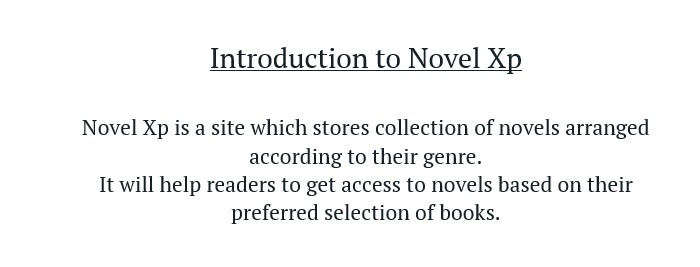 Introduction to Novel Xp
Novel Xp is a site which stores collection of novels arranged
according to their genre.
It will help readers to get access to novels based on their
preferred selection of books.